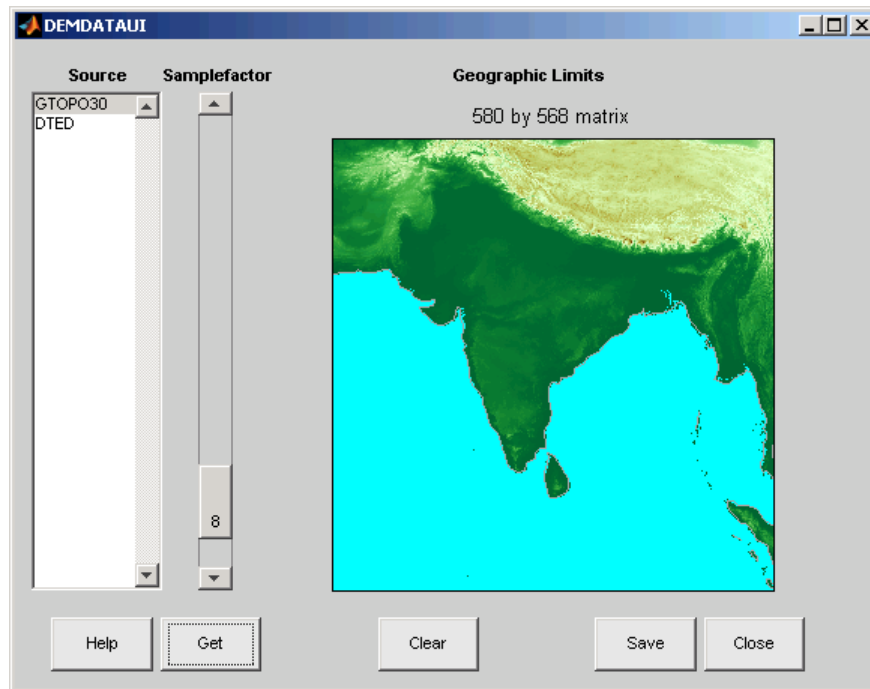 DEMDATAUI
Source
Samplefactor
Geographic Limits
GTOPO30
DTED
580 by 568 matrix
8
Help
Get
Clear
Save
Close